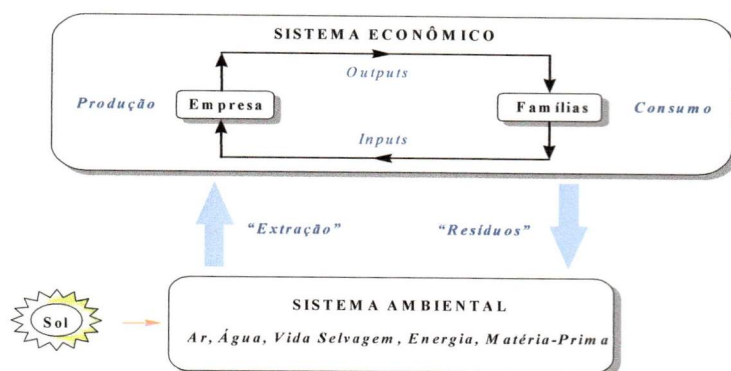 SISTEMA ECONÔMICO
Outputs
Produção
Empresa
Famílias
Consumo
Inputs
“Extração”
“Resíduos”
SISTEMA AMBIENTAL
Sol
Ar, Água, Vida Selvagem, Energia, Matéria-Prima